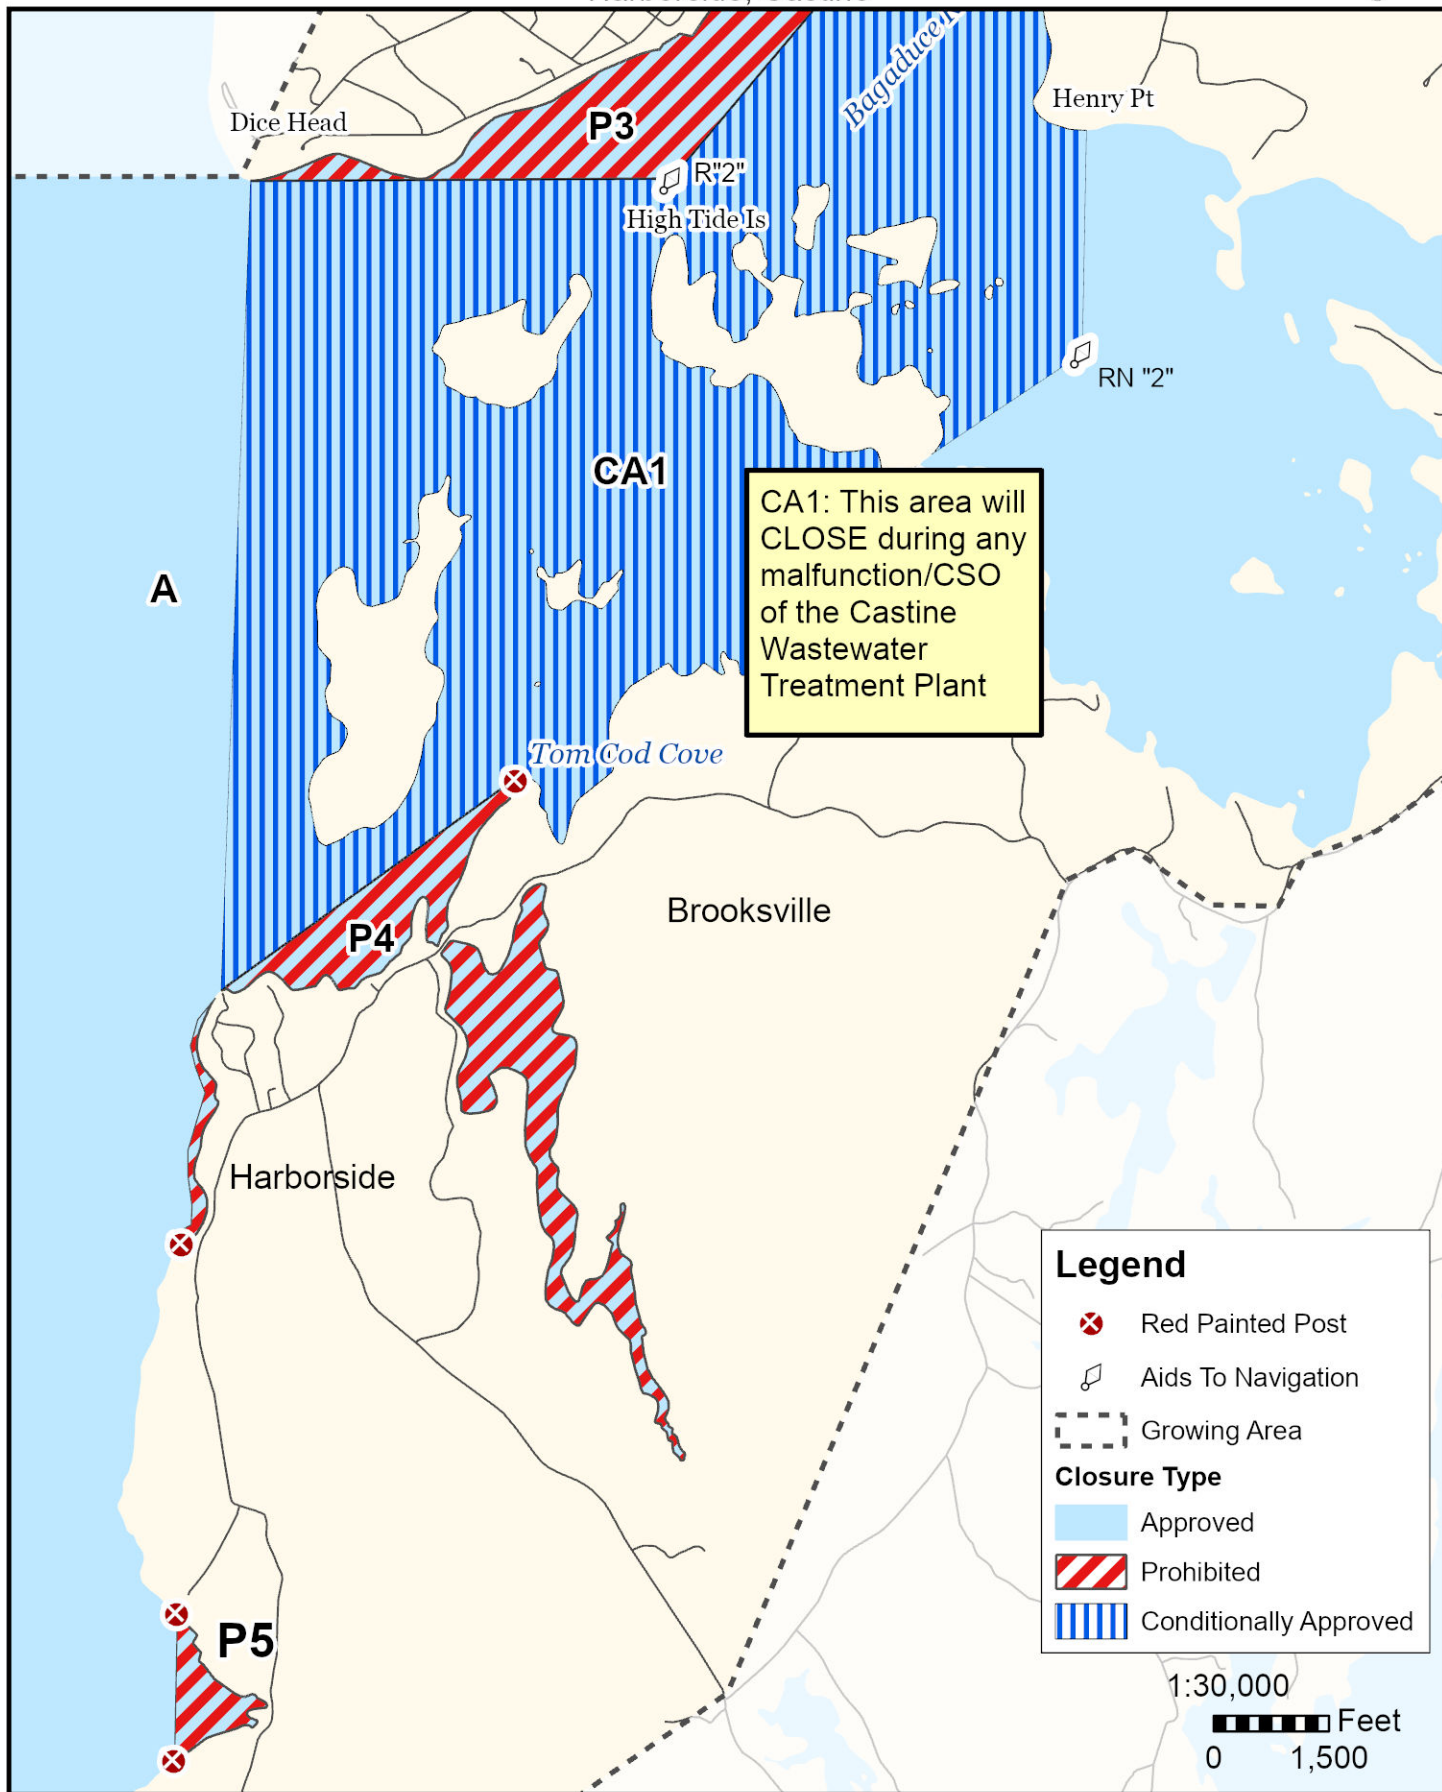 Bagaduce
Henry Pt
Dice Head
P3
R"2"
High Tide Is
RN "2"
CA1
CA1: This area will
CLOSE during any
malfunction/CSO
of the Castine
Wastewater
Treatment Plant
A
Tom Cod Cove
Brooksville
P4
Harborside
Legend
Red Painted Post
Aids To Navigation
Growing Area
Closure Type
Approved
Prohibited
Conditionally Approved
P5
1:30,000
Feet
0 1,500